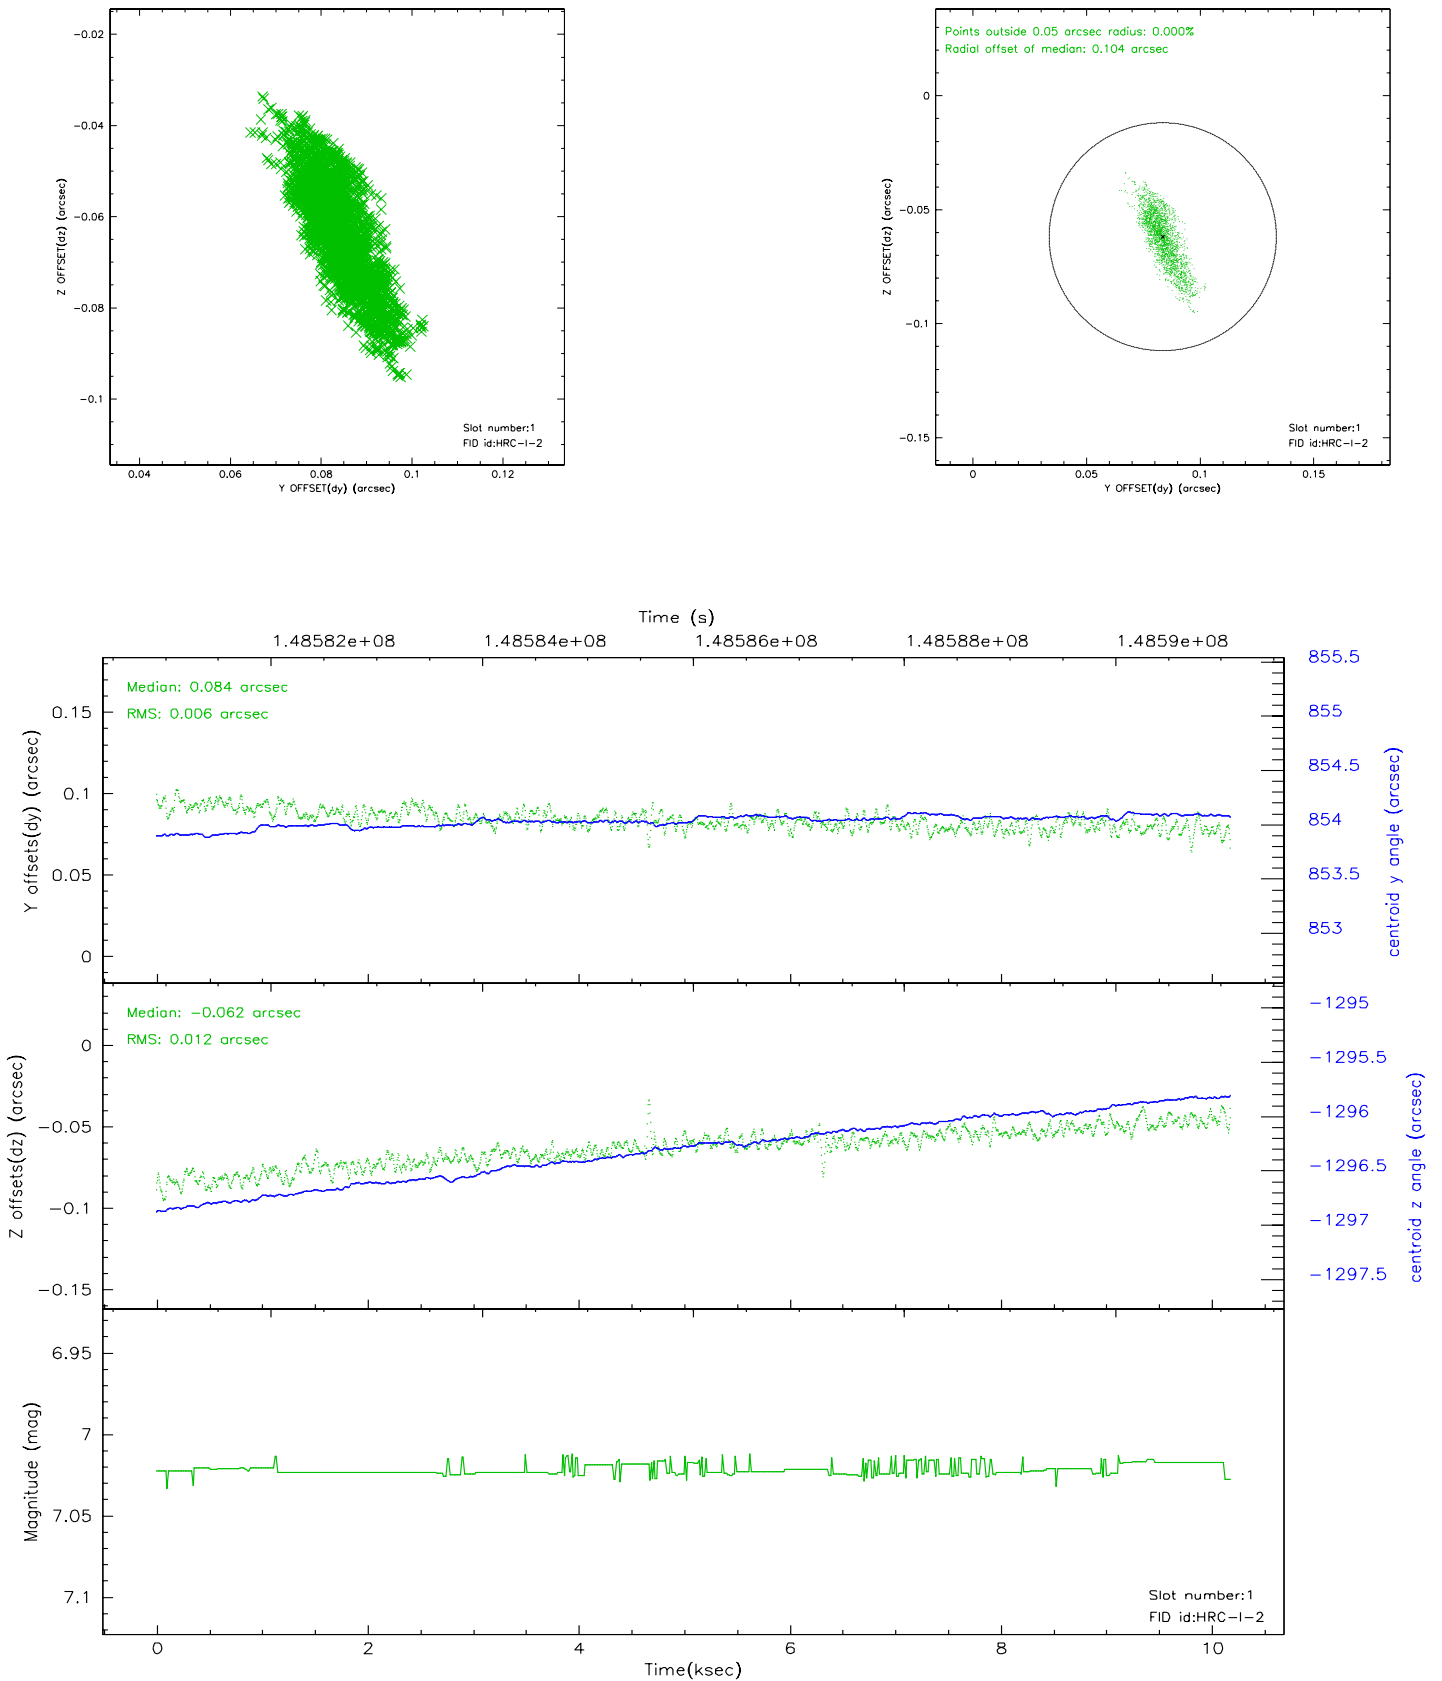 -0.02
-0.04
-0.06
-0.08
-0.1
Z OFFSET(dz) (arcsec)
Slot number:1
FID id:HRC-I-2
0.04 0.06 0.08 0.1 0.12
Y OFFSET(dy) (arcsec)
Points outside 0.05 arcsec radius: 0.000%
Radial offset of median: 0.104 arcsec
0
-0.05
-0.1
-0.15
Z OFFSET(dz) (arcsec)
Slot number:1
FID id:HRC-I-2
0 0.05 0.1 0.15
Y OFFSET(dy) (arcsec)
Time (s)
1.48582e+08 1.48584e+08 1.48586e+08 1.48588e+08 1.4859e+08
Median: 0.084 arcsec
RMS: 0.006 arcsec
0.15
0.1
0.05
0
Y offsets(dy) (arcsec)
855.5
855
854.5
854
853.5
853
centroid y angle (arcsec)
Median: -0.062 arcsec
RMS: 0.012 arcsec
0
-0.05
-0.1
-0.15
Z offsets(dz) (arcsec)
-1295
-1295.5
-1296
-1296.5
-1297
-1297.5
centroid z angle (arcsec)
6.95
7
7.05
7.1
Magnitude (mag)
Slot number:1
FID id:HRC-I-2
0 2 4 6 8 10
Time(ksec)